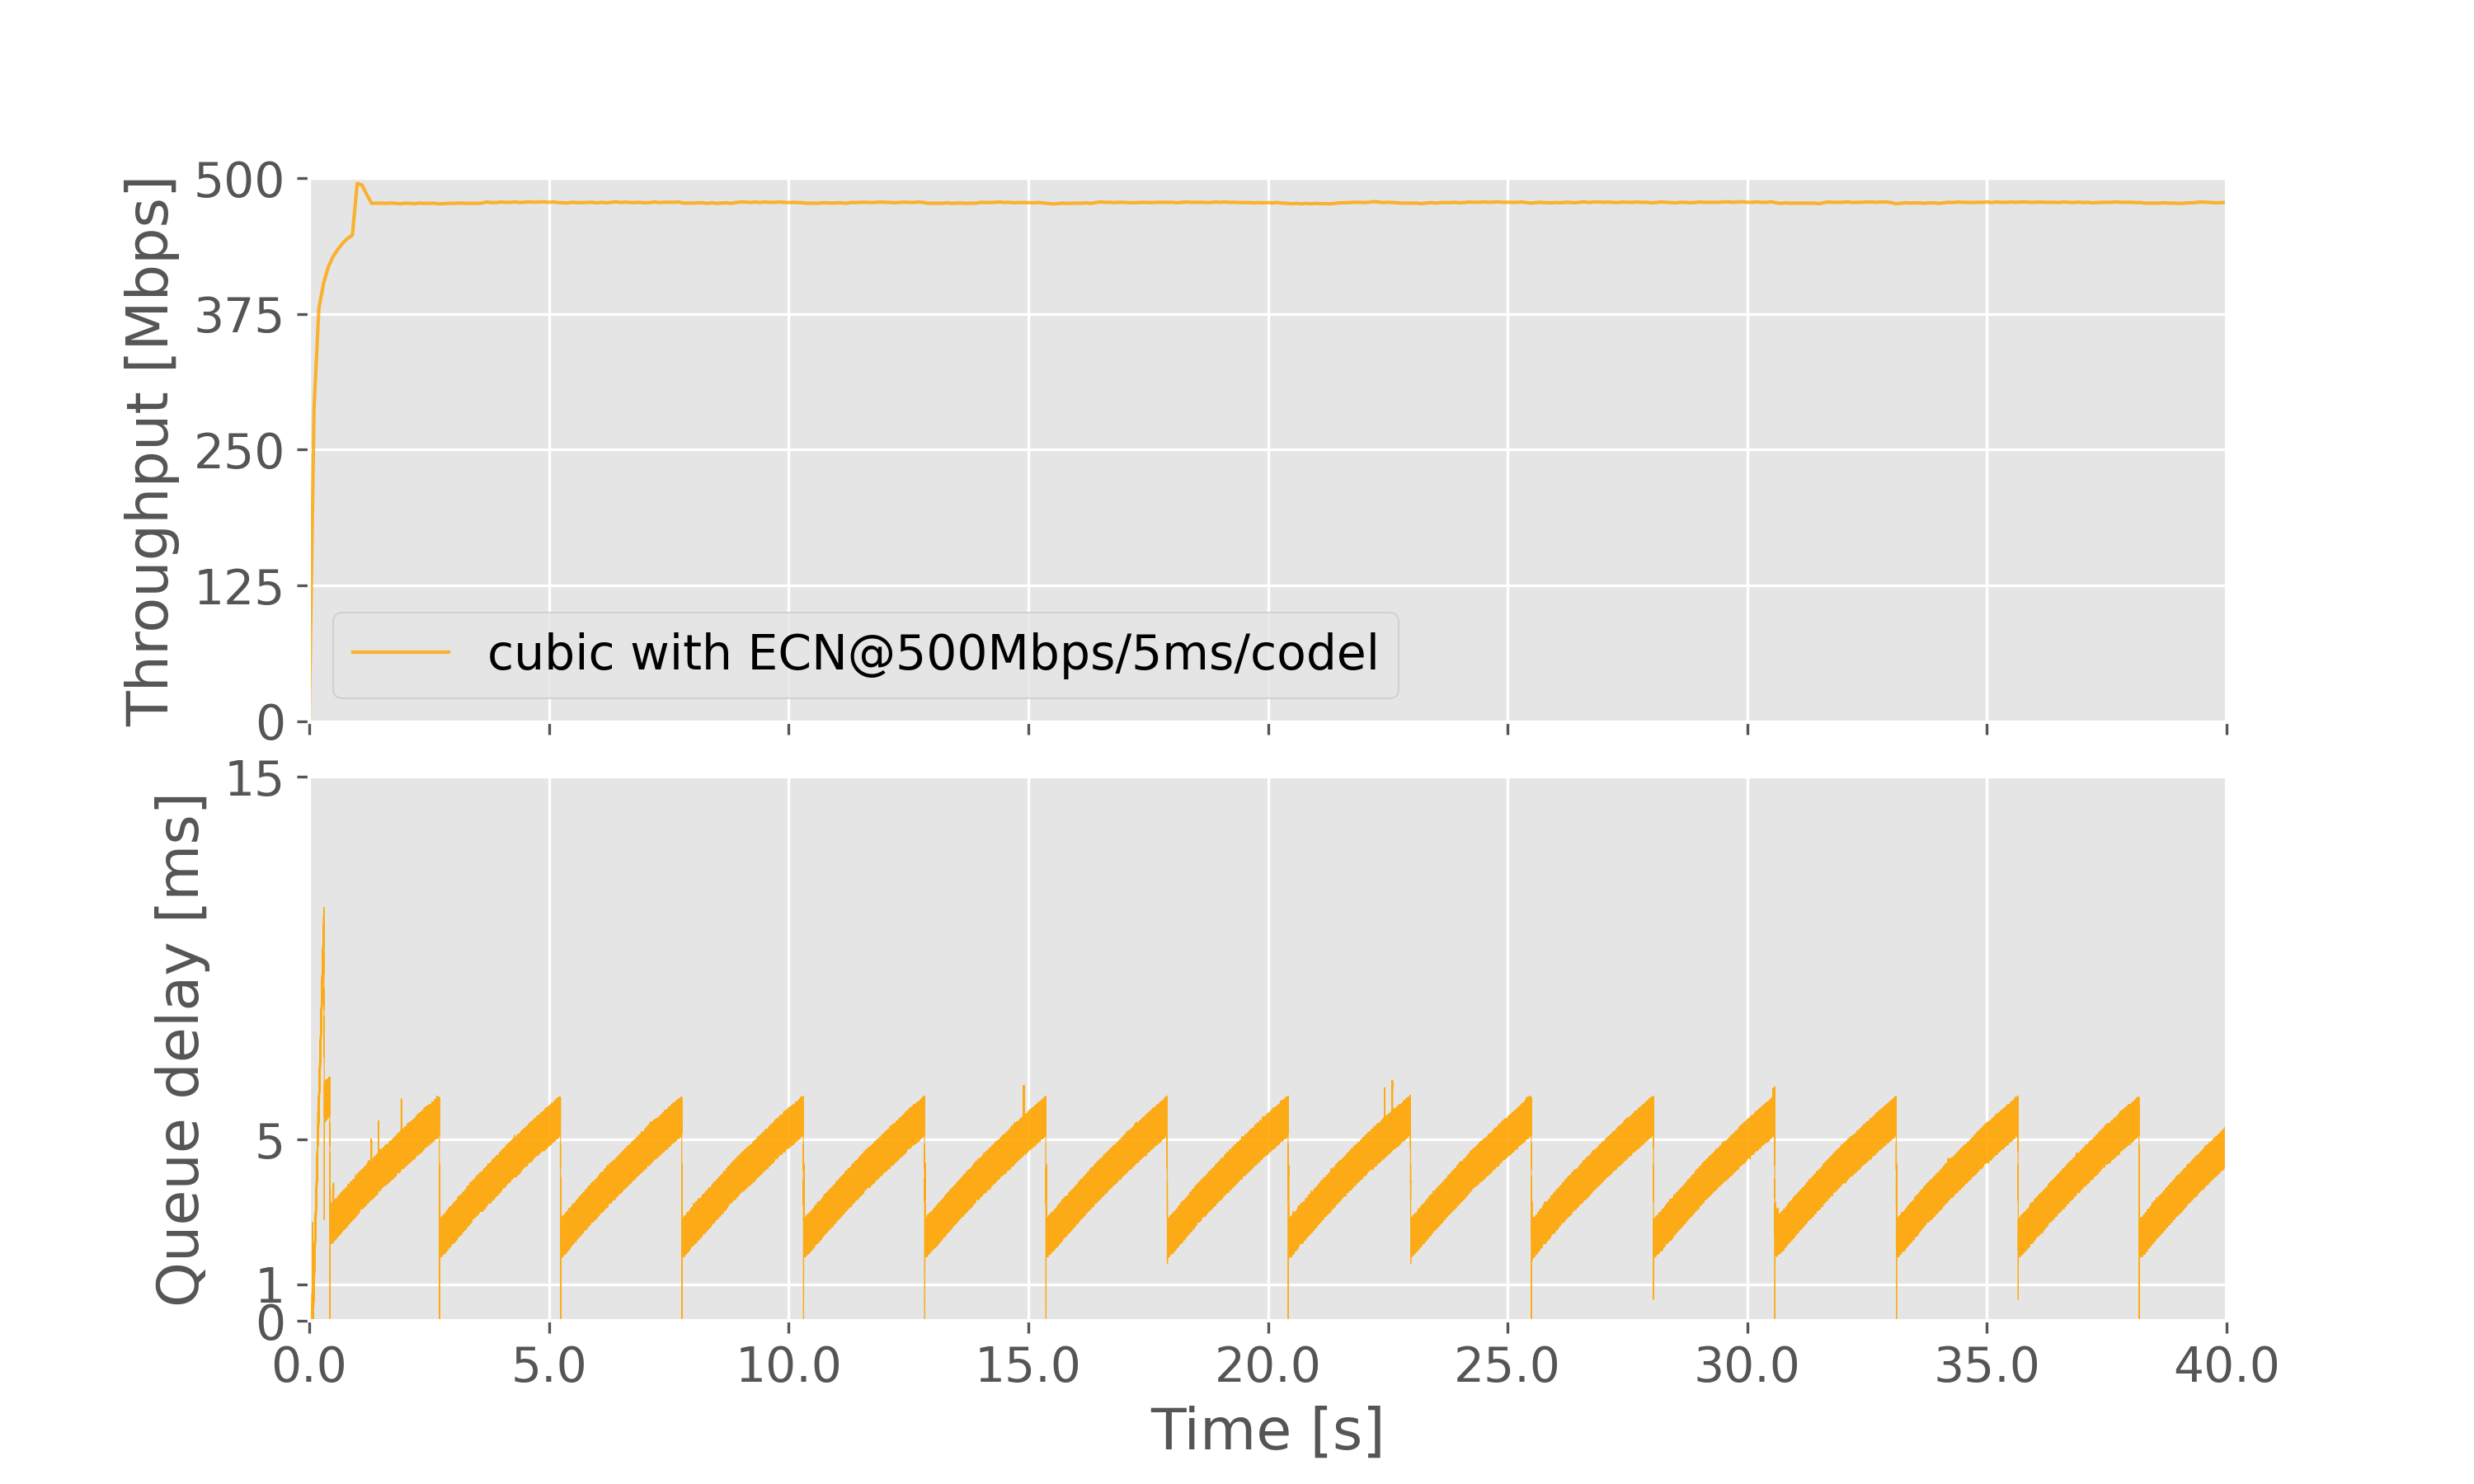 Throughput [Mbps]
500
375
250
125
0
cubic with ECN@500Mbps/5ms/codel
Queue delay [ms]
15
5
1
0
0.0 5.0 10.0 15.0 20.0 25.0 30.0 35.0 40.0
Time [s]